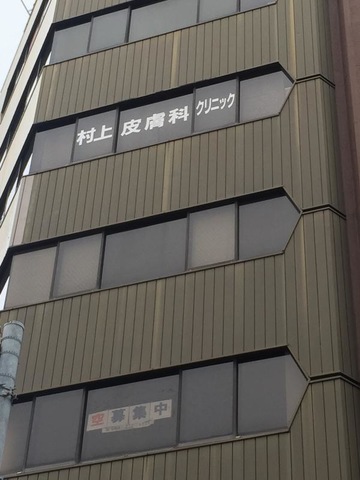 村上 皮膚科 クリニック
空 募集中